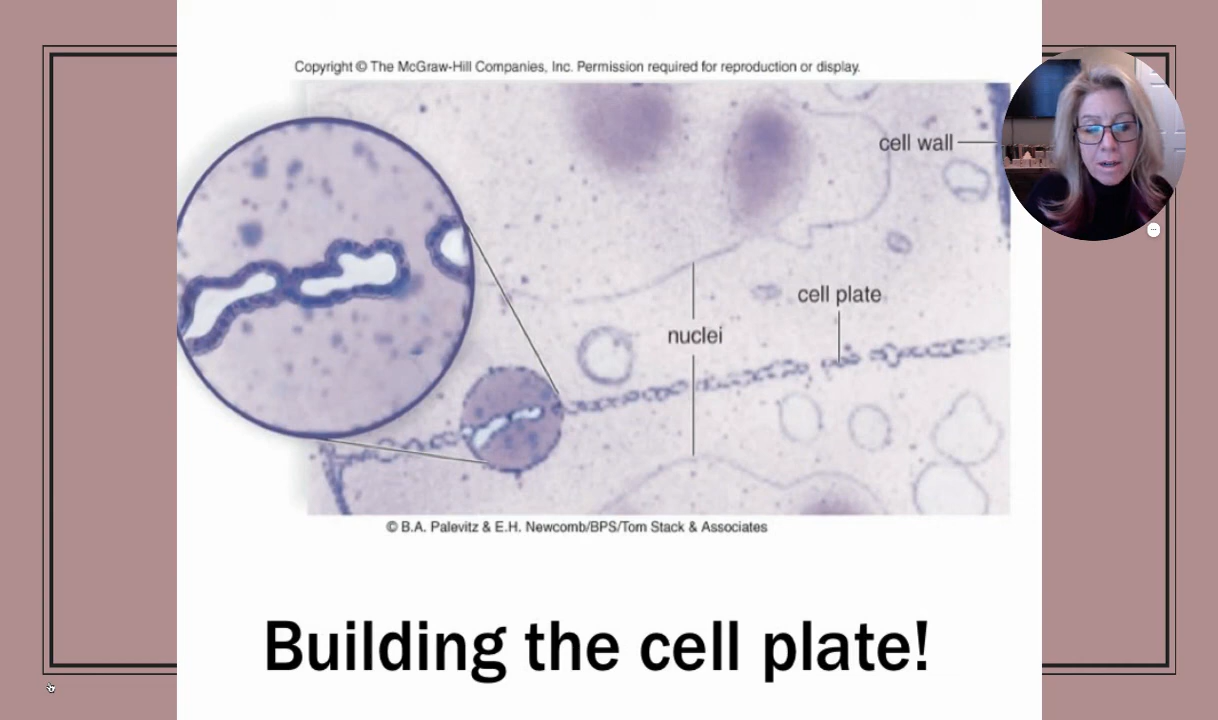 Copyright © The McGraw-Hill Companies, Inc. Permission required for reproduction or display.
cell wall
cell plate
nuclei
© B.A. Palevitz & E.H. Newcomb/BPS/Tom Stack & Associates
Building the cell plate!